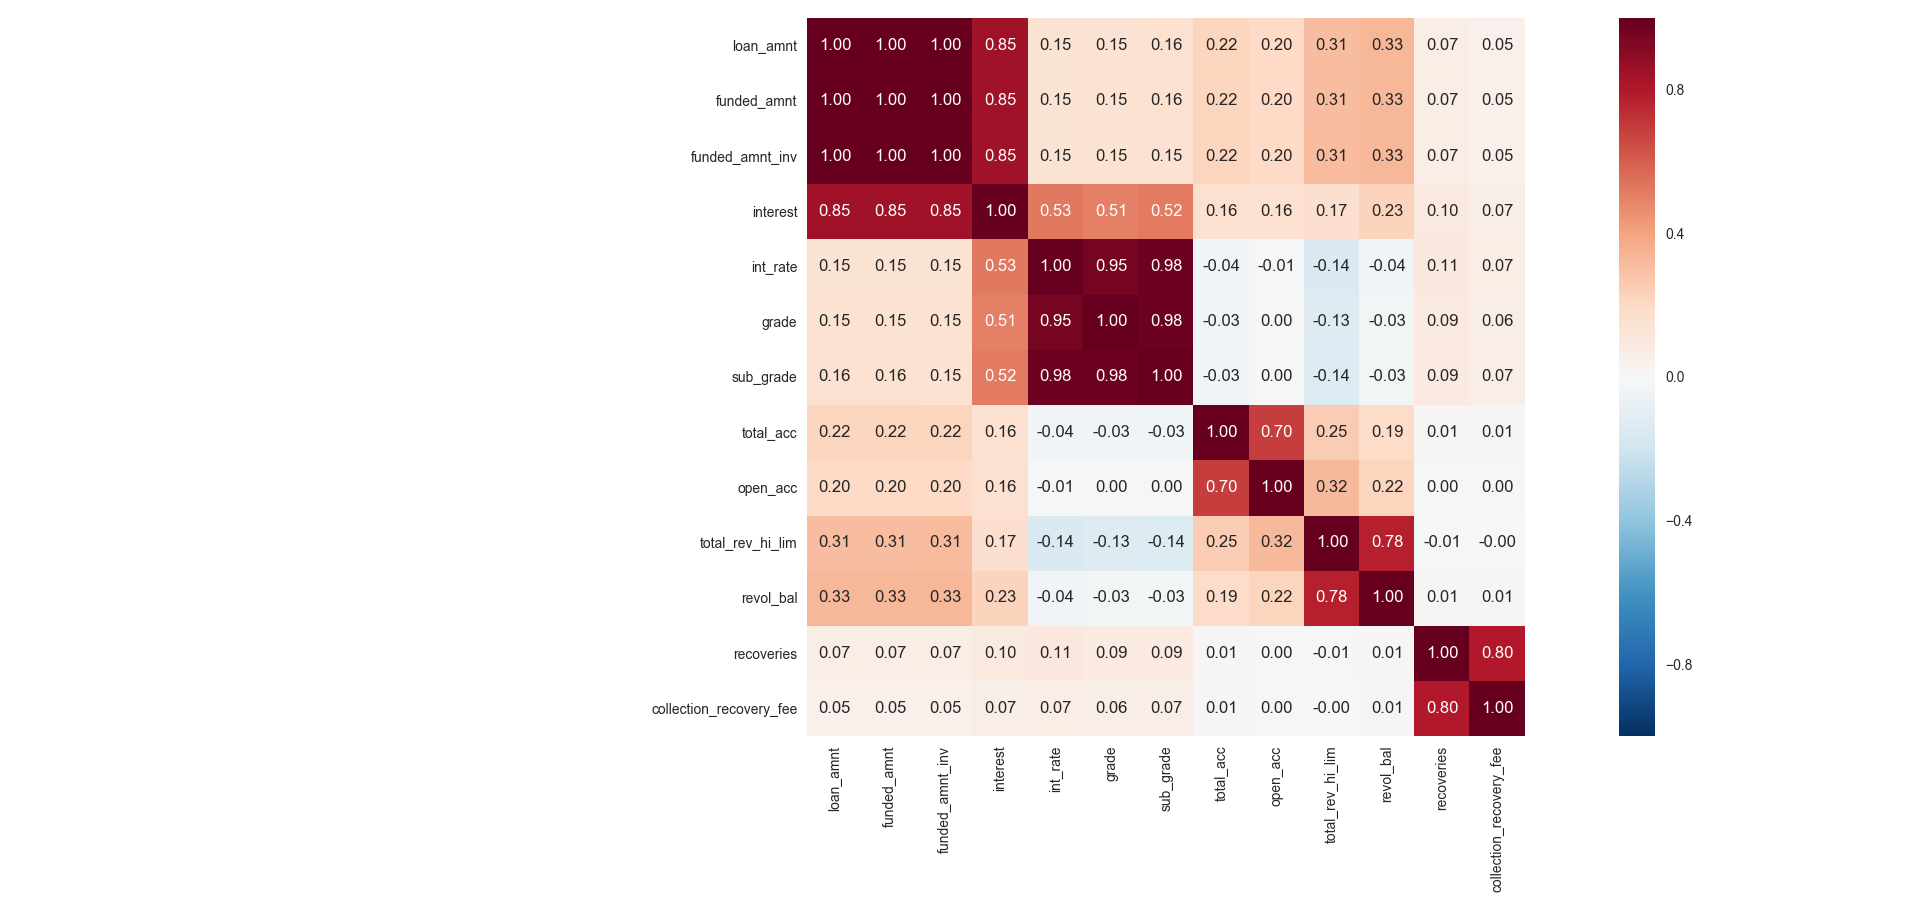 loan_amnt 1.00 1.00 1.00 0.85 0.15 0.15 0.16 0.22 0.20 0.31 0.33 0.07 0.05
funded_amnt 1.00 1.00 1.00 0.85 0.15 0.15 0.16 0.22 0.20 0.31 0.33 0.07 0.05
funded_amnt_inv 1.00 1.00 1.00 0.85 0.15 0.15 0.15 0.22 0.20 0.31 0.33 0.07 0.05
interest 0.85 0.85 0.85 1.00 0.53 0.51 0.52 0.16 0.16 0.17 0.23 0.10 0.07
int_rate 0.15 0.15 0.15 0.53 1.00 0.95 0.98 -0.04 -0.01 -0.14 -0.04 0.11 0.07
grade 0.15 0.15 0.15 0.51 0.95 1.00 0.98 -0.03 0.00 -0.13 -0.03 0.09 0.06
sub_grade 0.16 0.16 0.15 0.52 0.98 0.98 1.00 -0.03 0.00 -0.14 -0.03 0.09 0.07
total_acc 0.22 0.22 0.22 0.16 -0.04 -0.03 -0.03 1.00 0.70 0.25 0.19 0.01 0.01
open_acc 0.20 0.20 0.20 0.16 -0.01 0.00 0.00 0.70 1.00 0.32 0.22 0.00 0.00
total_rev_hi_lim 0.31 0.31 0.31 0.17 -0.14 -0.13 -0.14 0.25 0.32 1.00 0.78 -0.01 -0.00
revol_bal 0.33 0.33 0.33 0.23 -0.04 -0.03 -0.03 0.19 0.22 0.78 1.00 0.01 0.01
recoveries 0.07 0.07 0.07 0.10 0.11 0.09 0.09 0.01 0.00 -0.01 0.01 1.00 0.80
collection_recovery_fee 0.05 0.05 0.05 0.07 0.07 0.06 0.07 0.01 0.00 -0.00 0.01 0.80 1.00
loan_amnt
funded_amnt
funded_amnt_inv
interest
int_rate
grade
sub_grade
total_acc
open_acc
total_rev_hi_lim
revol_bal
recoveries
collection_recovery_fee
0.8
0.4
0.0
−0.4
−0.8